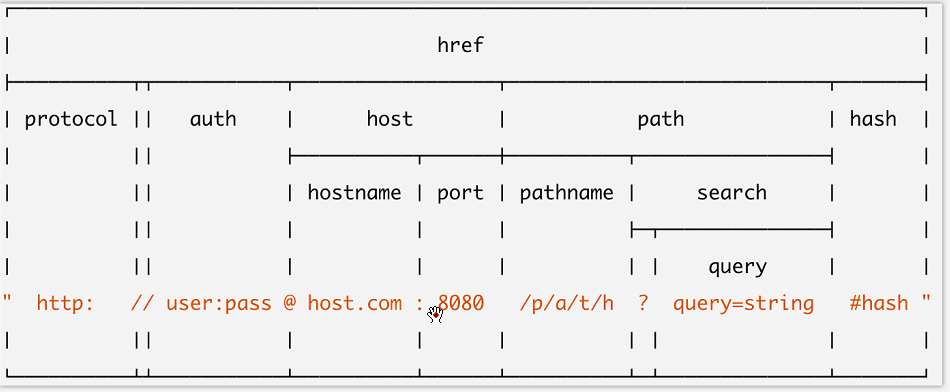 href
protocol auth host path hash
hostname port pathname search
query
" http: // user:pass @ host.com : 8080 /p/a/t/h ? query=string #hash "